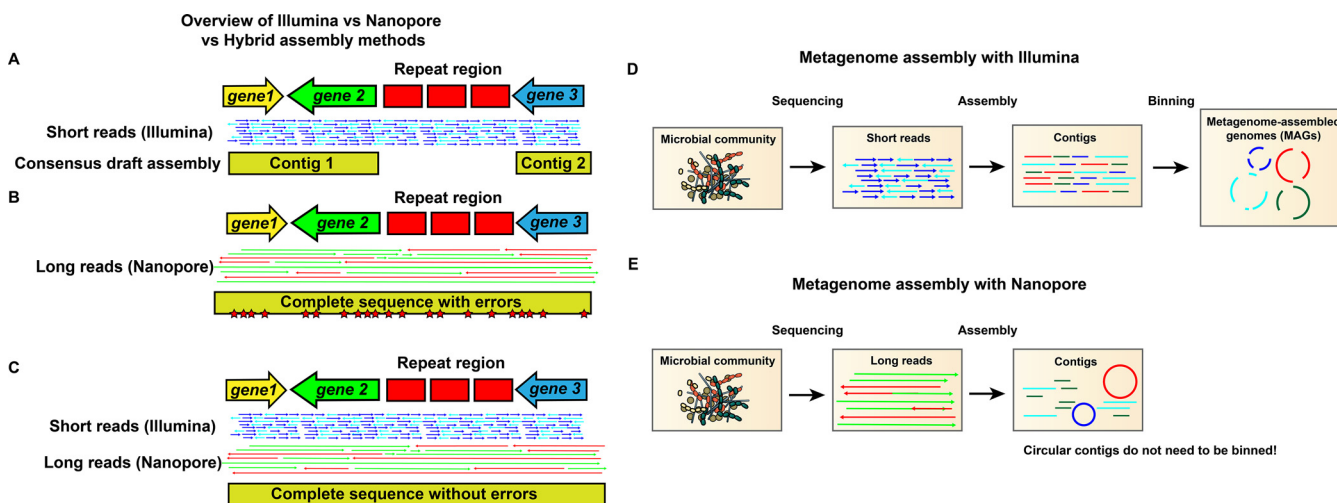 Overview of Illumina vs Nanopore
vs Hybrid assembly methods
A
Repeat region
gene1
gene 2
gene 3
Short reads (Illumina)
Consensus draft assembly
Contig 1
Contig 2
B
Repeat region
gene1
gene 2
gene 3
Long reads (Nanopore)
Complete sequence with errors
C
Repeat region
gene1
gene 2
gene 3
Short reads (Illumina)
Long reads (Nanopore)
Complete sequence without errors
Metagenome assembly with Illumina
D
Sequencing
Assembly
Binning
Microbial community
Short reads
Contigs
Metagenome-assembled
genomes (MAGs)
E
Metagenome assembly with Nanopore
Sequencing
Assembly
Microbial community
Long reads
Contigs
Circular contigs do not need to be binned!